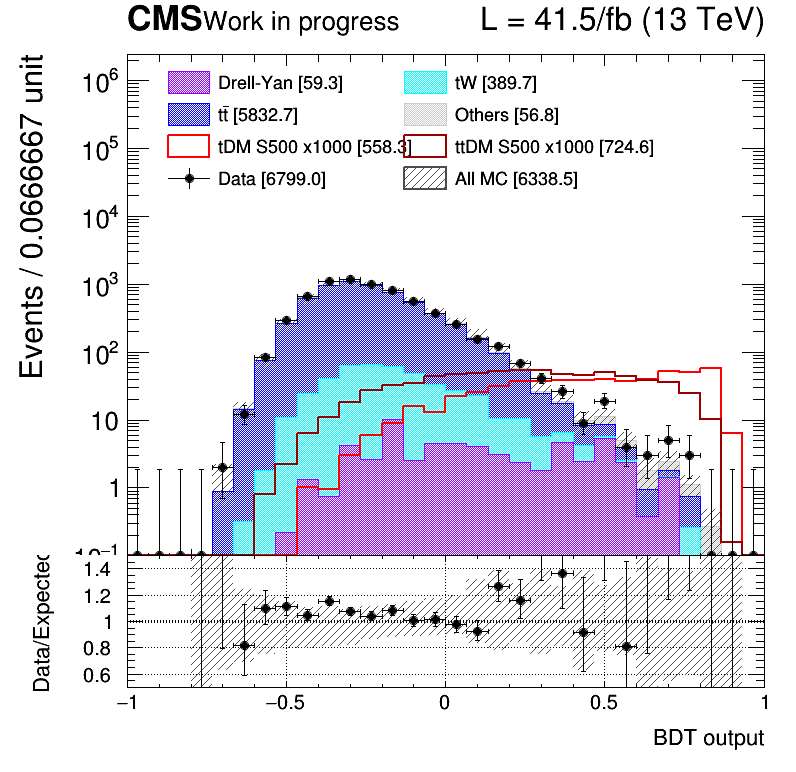 CMS Work in progress L = 41.5/fb (13 TeV)
Events / 0.0666667 unit
10⁶
10⁵
10⁴
10³
10²
10
1
10⁻¹
Drell-Yan [59.3] tW [389.7]
tt̄ [5832.7] Others [56.8]
tDM S500 x1000 [558.3] ttDM S500 x1000 [724.6]
Data [6799.0] All MC [6338.5]
Data/Expected
1.4
1.2
1
0.8
0.6
−1 −0.5 0 0.5 1
BDT output